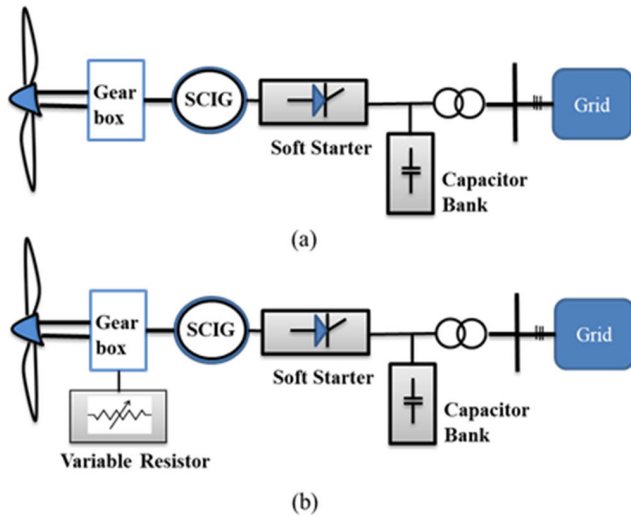 Gear
box
SCIG
Soft Starter
Capacitor
Bank
Grid
(a)
Gear
box
SCIG
Soft Starter
Capacitor
Bank
Grid
Variable Resistor
(b)